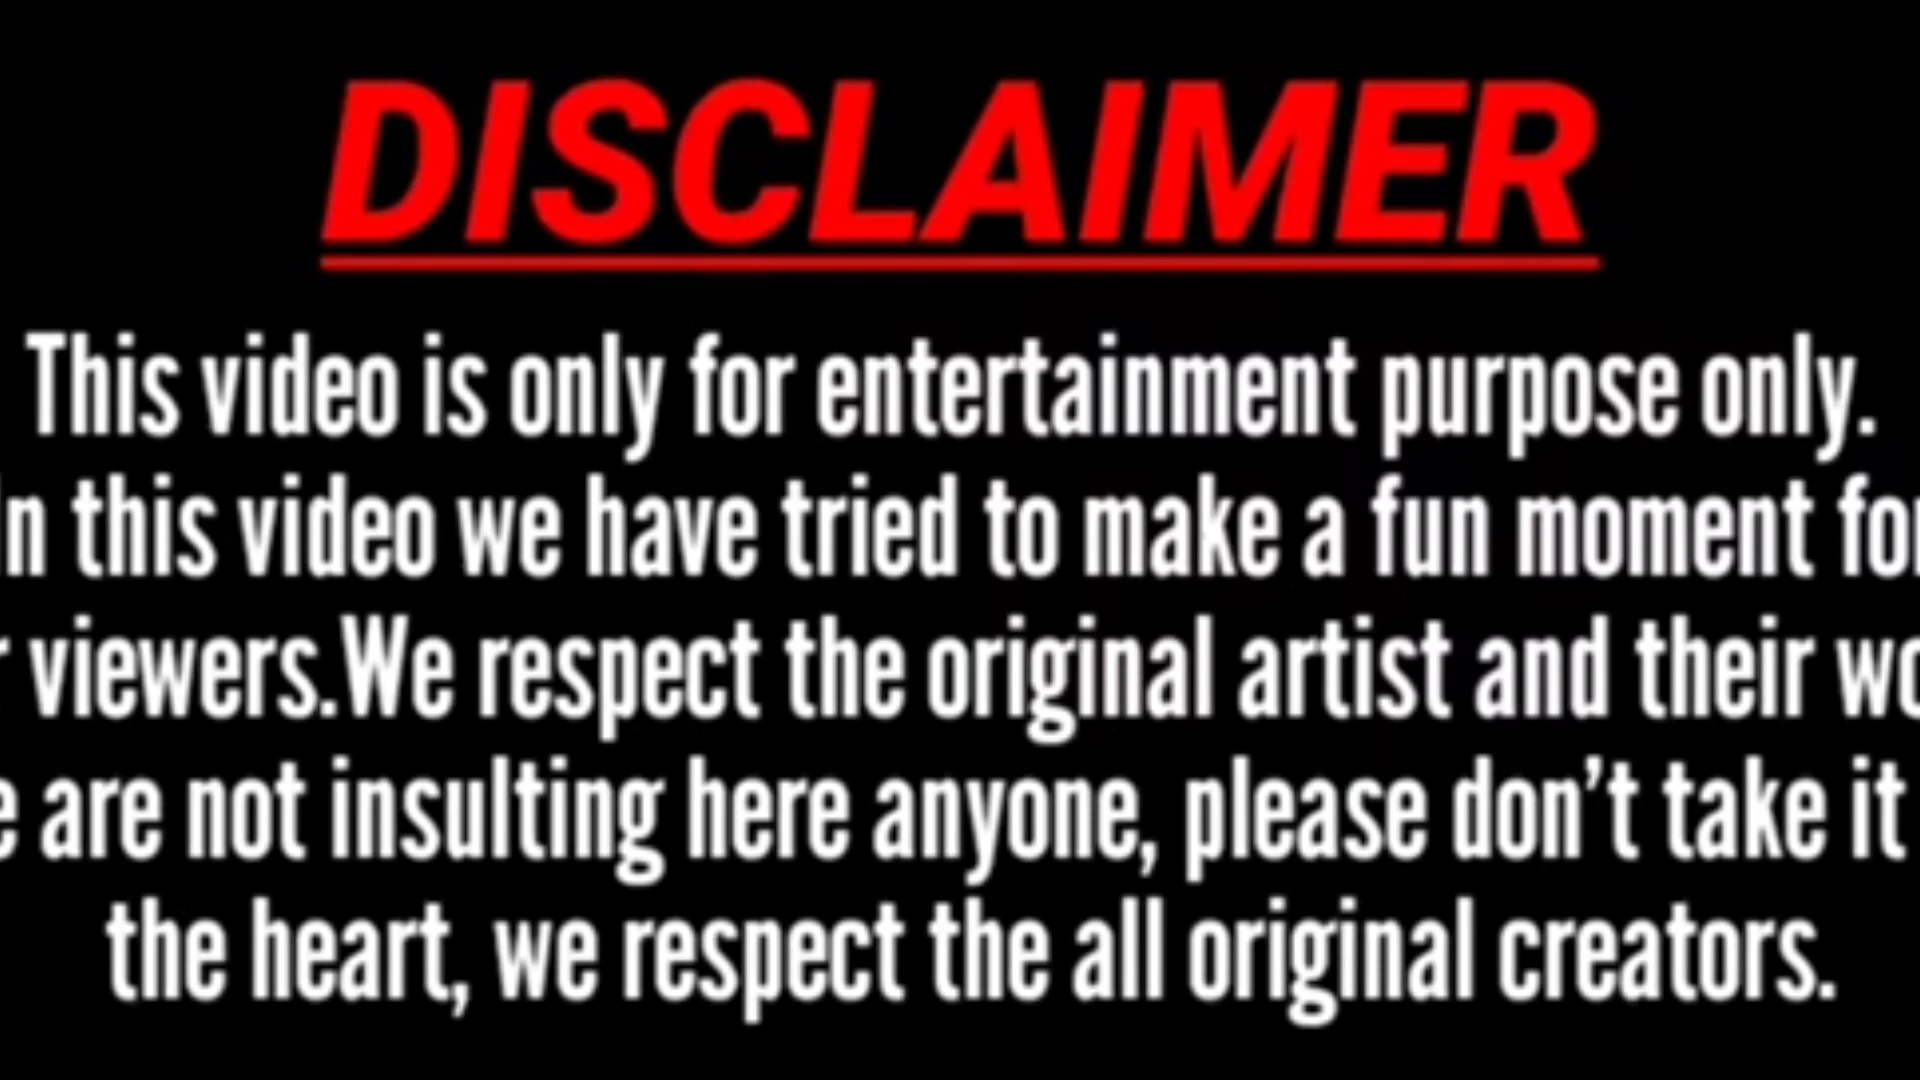 DISCLAIMER
This video is only for entertainment purpose only.
In this video we have tried to make a fun moment for
viewers.We respect the original artist and their
are not insulting here anyone, please don't take it
the heart, we respect the all original creators.